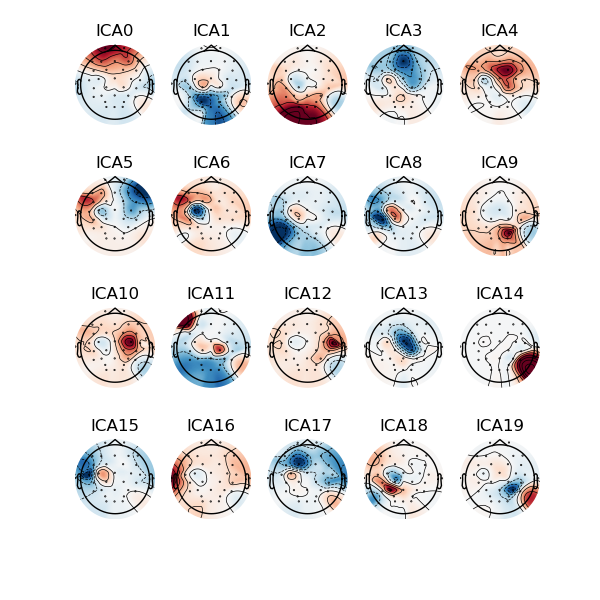 ICA0 ICA1 ICA2 ICA3 ICA4
ICA5 ICA6 ICA7 ICA8 ICA9
ICA10 ICA11 ICA12 ICA13 ICA14
ICA15 ICA16 ICA17 ICA18 ICA19